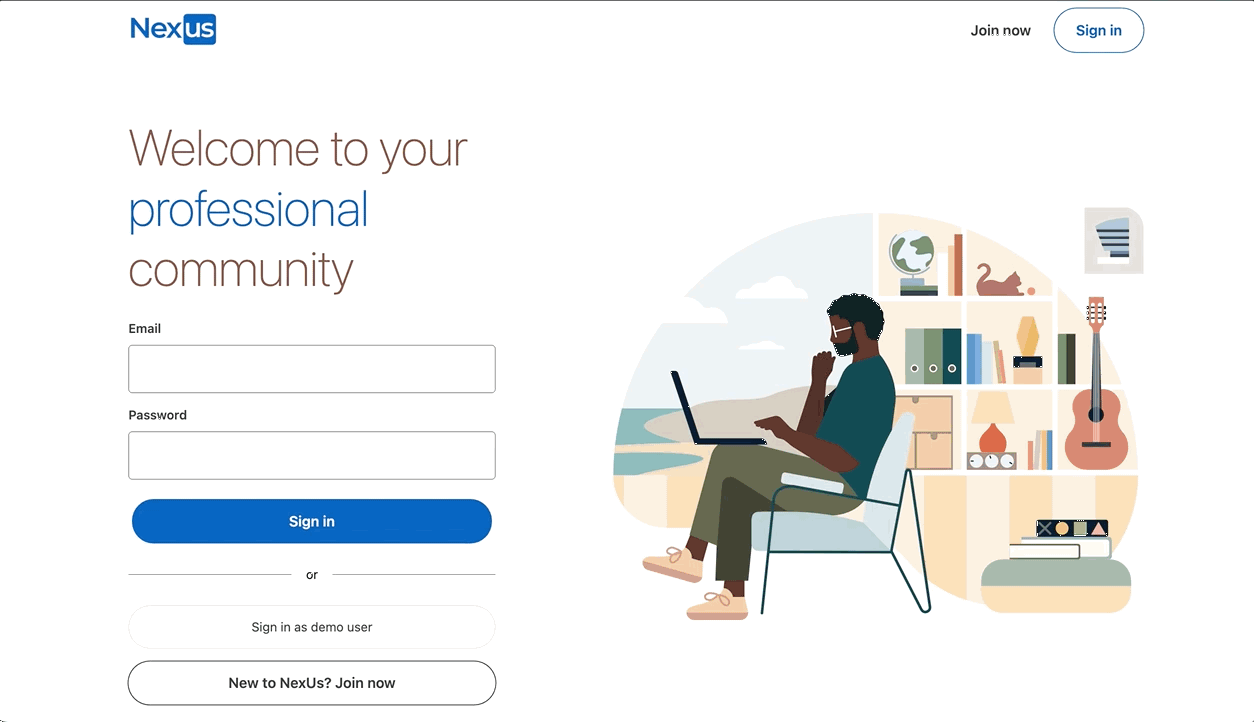 Nexus
Join now
Sign in
Welcome to your
professional
community
Email
Password
Sign in
or
Sign in as demo user
New to NexUs? Join now